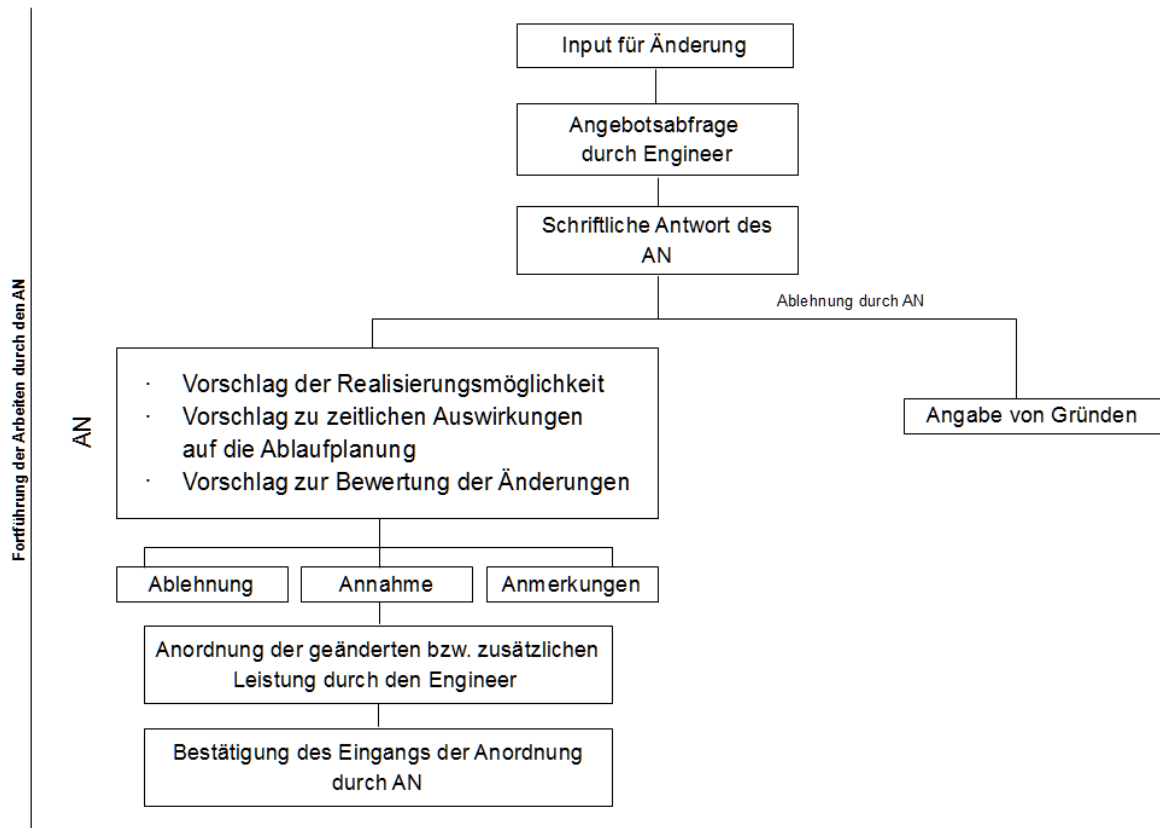 Input für Änderung
Angebotsabfrage
durch Engineer
Schriftliche Antwort des
AN
Ablehnung durch AN
Fortführung der Arbeiten durch den AN
AN
· Vorschlag der Realisierungsmöglichkeit
· Vorschlag zu zeitlichen Auswirkungen
auf die Ablaufplanung
· Vorschlag zur Bewertung der Änderungen
Angabe von Gründen
Ablehnung
Annahme
Anmerkungen
Anordnung der geänderten bzw. zusätzlichen
Leistung durch den Engineer
Bestätigung des Eingangs der Anordnung
durch AN